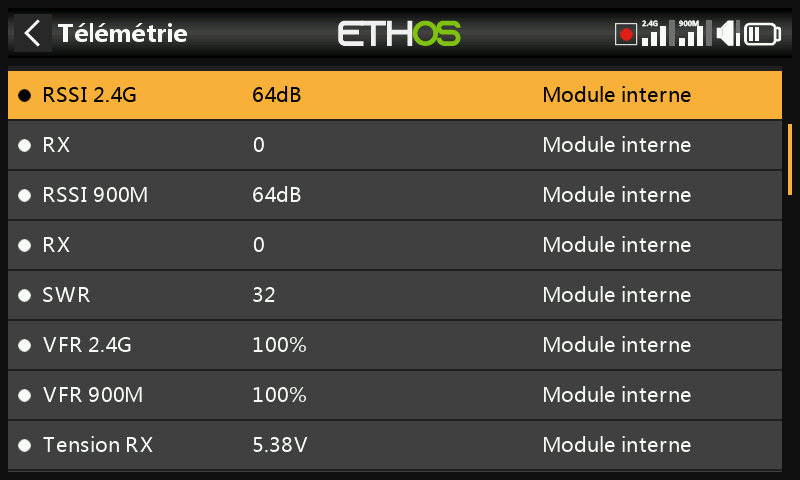 Télémétrie ETHOS 2.4G 900M
RSSI 2.4G 64dB Module interne
RX 0 Module interne
RSSI 900M 64dB Module interne
RX 0 Module interne
SWR 32 Module interne
VFR 2.4G 100% Module interne
VFR 900M 100% Module interne
Tension RX 5.38V Module interne